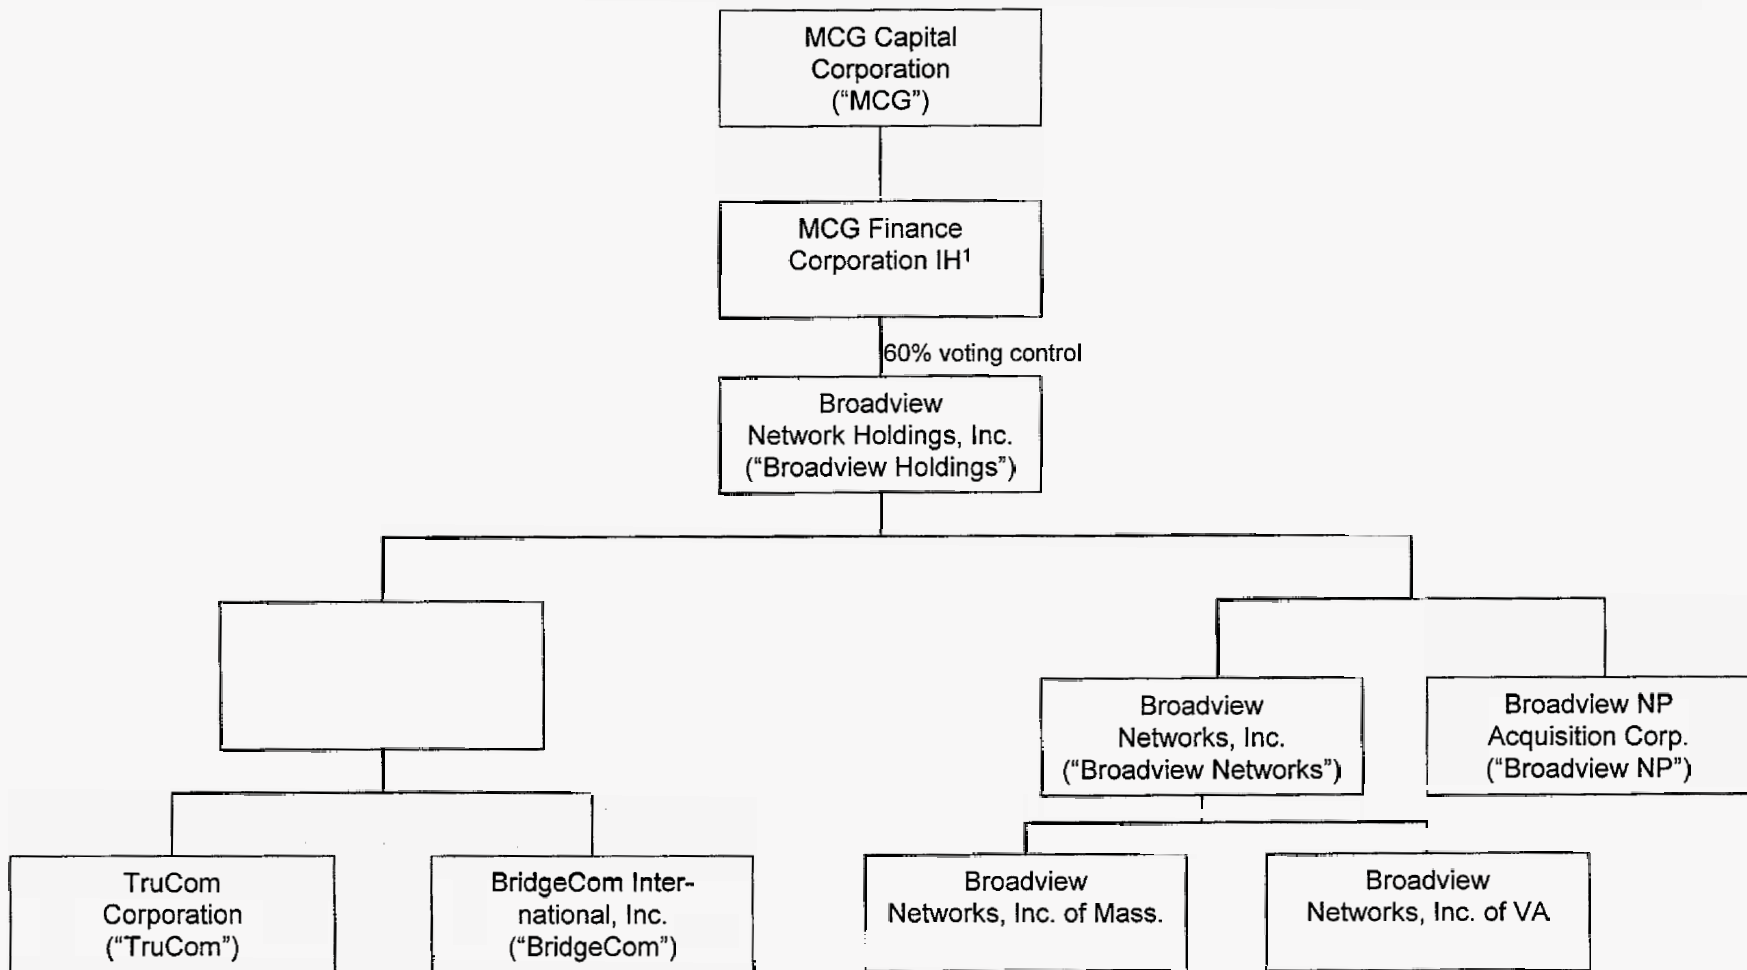 MCG Capital
Corporation
(“MCG”)
MCG Finance
Corporation IH¹
60% voting control
Broadview
Network Holdings, Inc.
(“Broadview Holdings”)
Broadview
Networks, Inc.
(“Broadview Networks”)
Broadview NP
Acquisition Corp.
(“Broadview NP”)
TruCom
Corporation
(“TruCom”)
BridgeCom Inter-
national, Inc.
(“BridgeCom”)
Broadview
Networks, Inc. of Mass.
Broadview
Networks, Inc. of VA